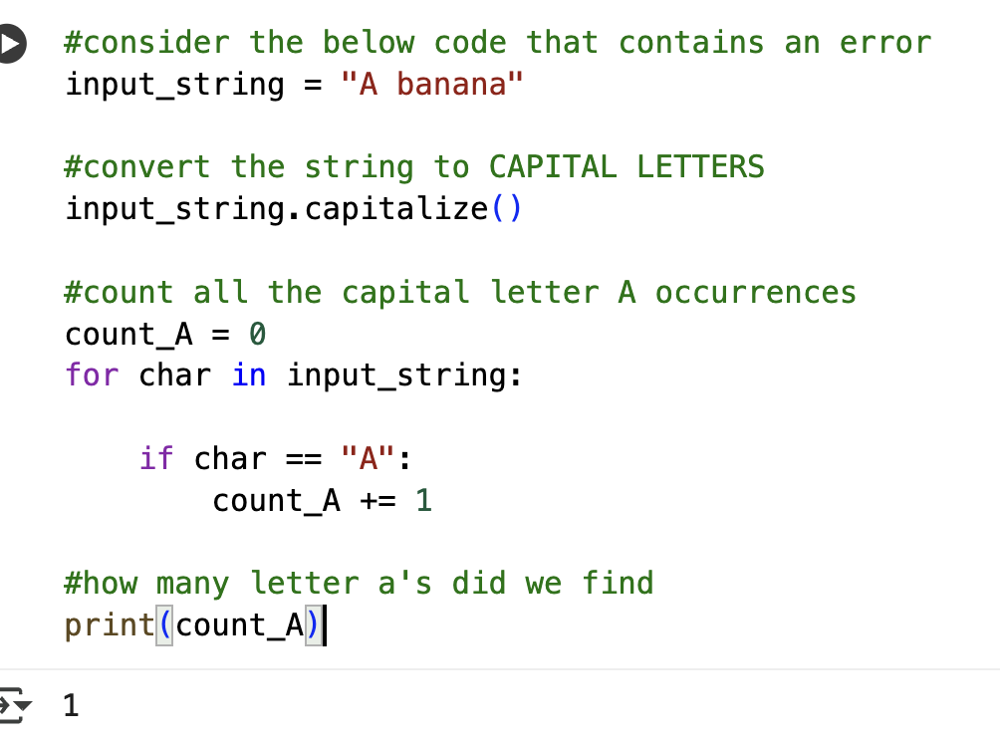 #consider the below code that contains an error
input_string = "A banana"
#convert the string to CAPITAL LETTERS
input_string.capitalize()
#count all the capital letter A occurrences
count_A = 0
for char in input_string:
    if char == "A":
        count_A += 1
#how many letter a's did we find
print(count_A)
1